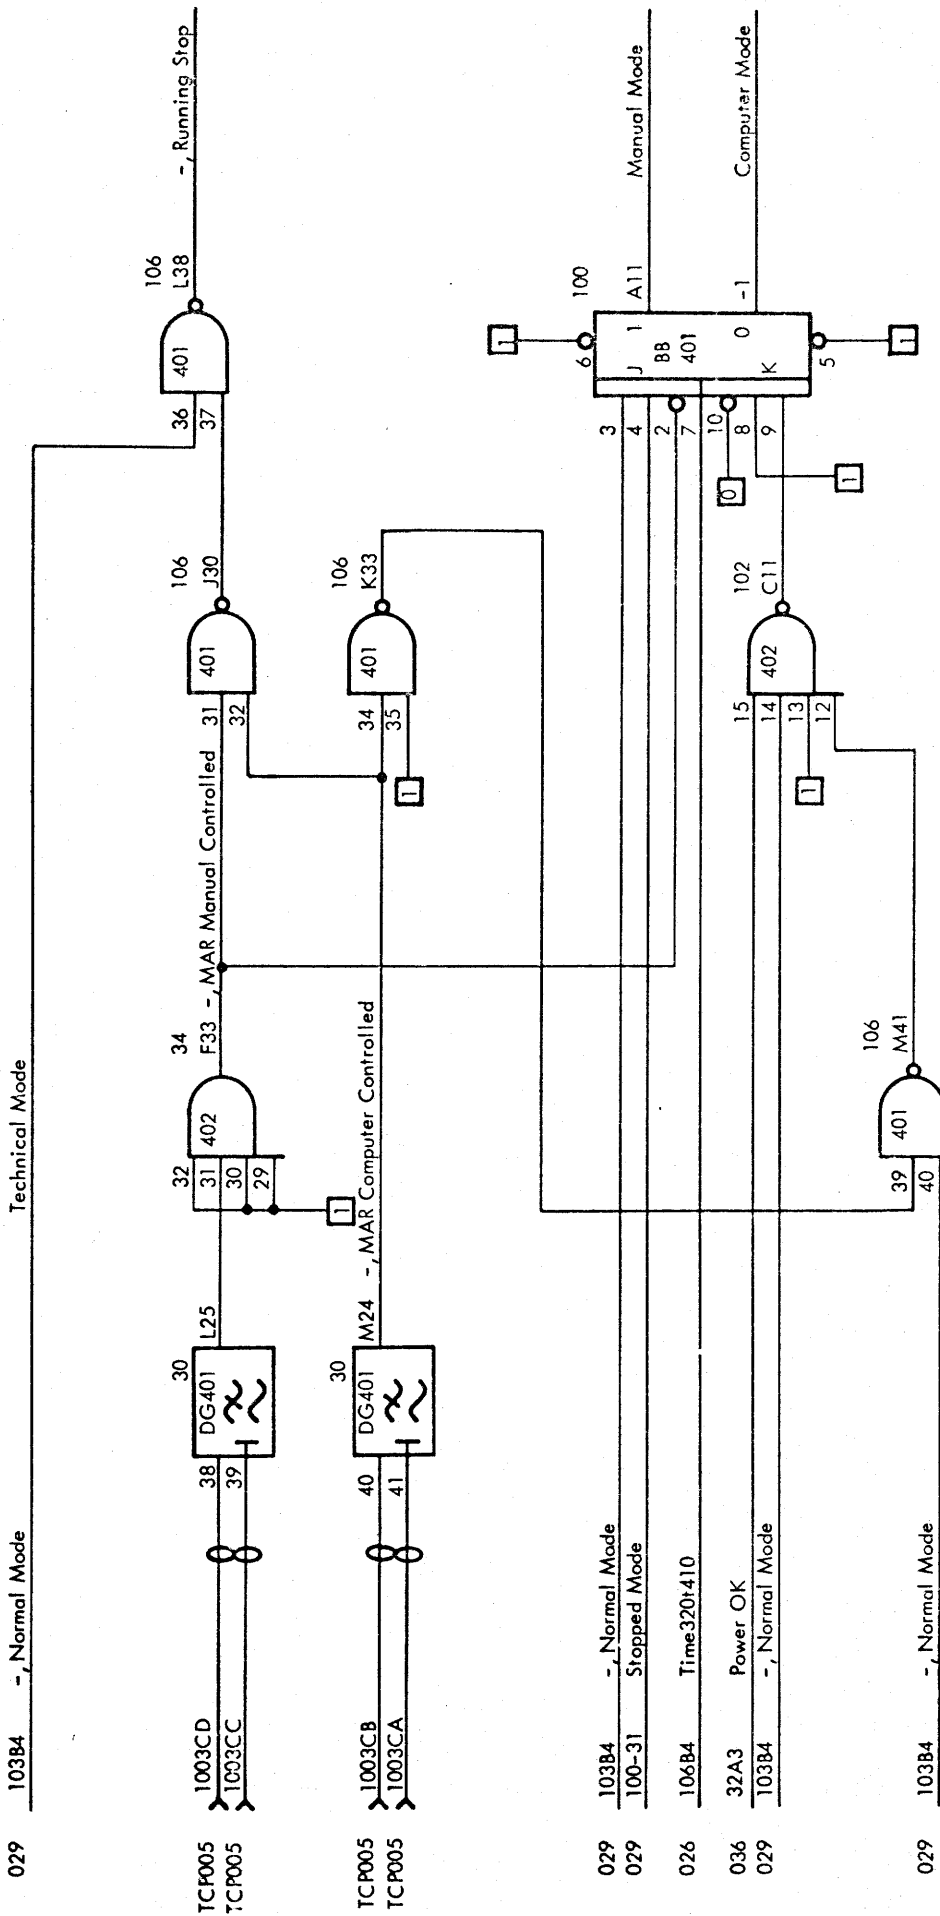 029 103B4 -, Normal Mode Technical Mode
36
37
401
106
L38
-, Running Stop
TCP005 1003CD
TCP005 1003CC
38
39
DG401
30
L25
32
31
30
29
1
402
34
F33 -, MAR Manual Controlled
31
32
401
106
J30
TCP005 1003CB
TCP005 1003CA
40
41
DG401
30
M24 -, MAR Computer Controlled
34
35
1
401
106
K33
029 103B4 -, Normal Mode
029 100-31 Stopped Mode
026 106B4 Time320t410
036 32A3 Power OK
029 103B4 -, Normal Mode
15
14
13
12
1
402
102
C11
3
4
2
7
10
8
9
0
1
1
6
J 1
BB
401
0
K
5
1
100
A11 Manual Mode
-1 Computer Mode
029 103B4 -, Normal Mode
39
40
401
106
M41